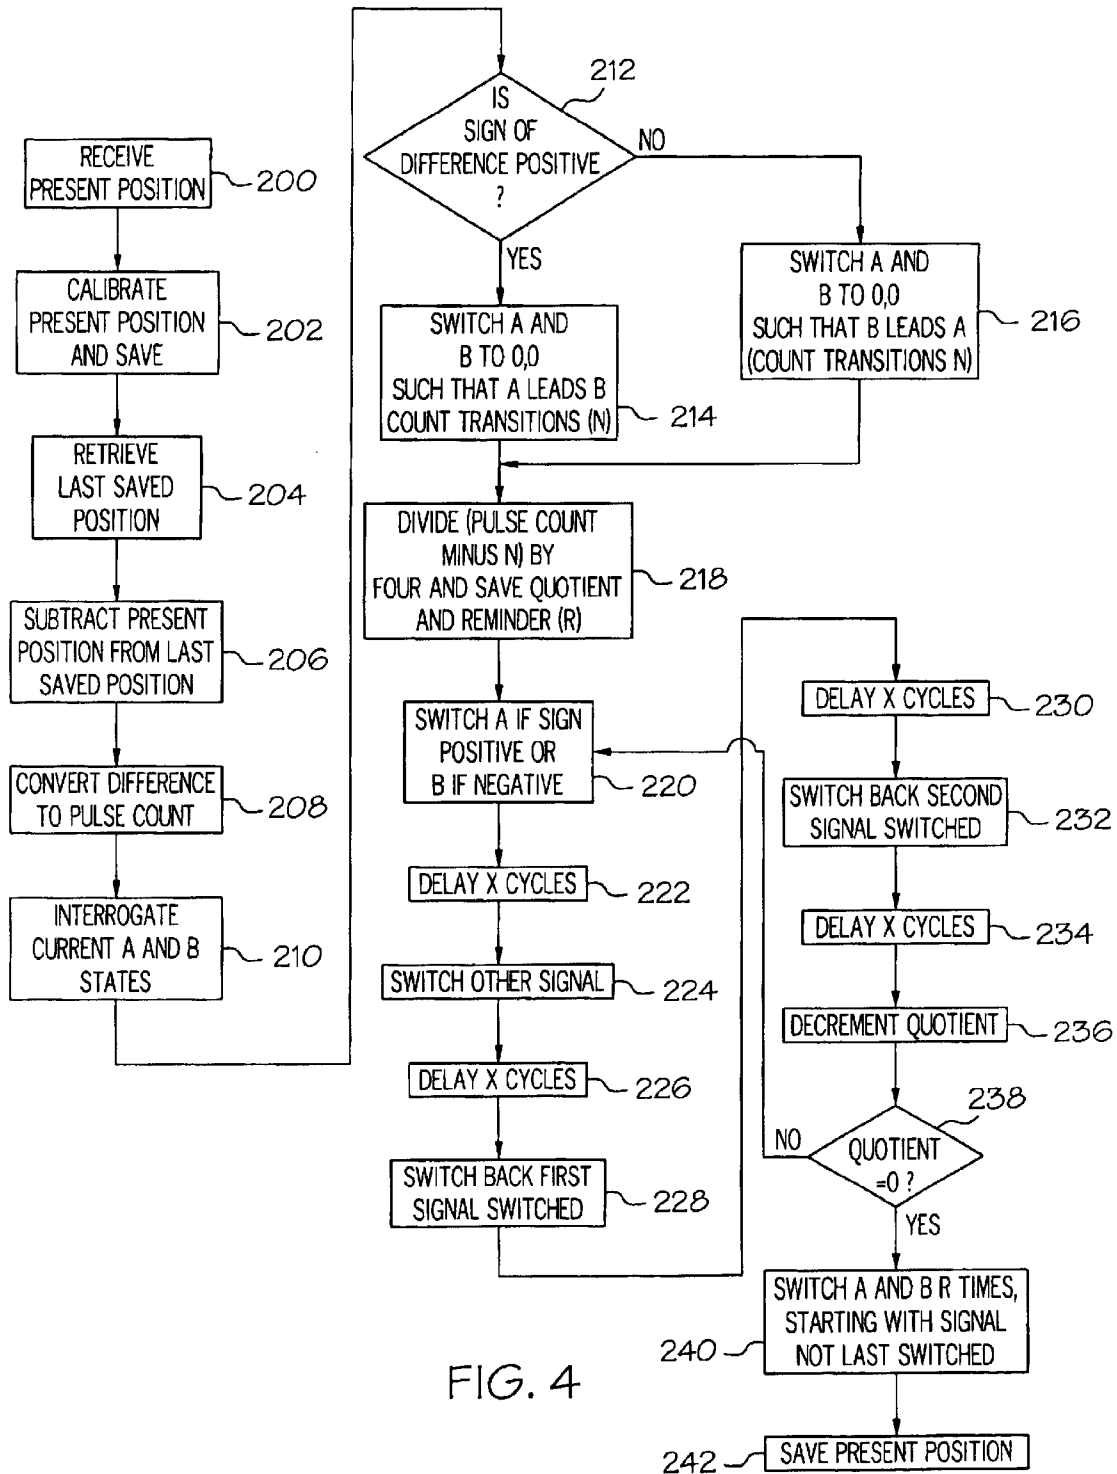 RECEIVE
PRESENT POSITION
200
CALIBRATE
PRESENT POSITION
AND SAVE
202
RETRIEVE
LAST SAVED
POSITION
204
SUBTRACT PRESENT
POSITION FROM LAST
SAVED POSITION
206
CONVERT DIFFERENCE
TO PULSE COUNT
208
INTERROGATE
CURRENT A AND B
STATES
210
IS
SIGN OF
DIFFERENCE POSITIVE
?
212
NO
YES
SWITCH A AND
B TO 0,0
SUCH THAT A LEADS B
COUNT TRANSITIONS (N)
214
SWITCH A AND
B TO 0,0
SUCH THAT B LEADS A
(COUNT TRANSITIONS N)
216
DIVIDE (PULSE COUNT
MINUS N) BY
FOUR AND SAVE QUOTIENT
AND REMINDER (R)
218
SWITCH A IF SIGN
POSITIVE OR
B IF NEGATIVE
220
DELAY X CYCLES
222
SWITCH OTHER SIGNAL
224
DELAY X CYCLES
226
SWITCH BACK FIRST
SIGNAL SWITCHED
228
DELAY X CYCLES
230
SWITCH BACK SECOND
SIGNAL SWITCHED
232
DELAY X CYCLES
234
DECREMENT QUOTIENT
236
QUOTIENT
=0 ?
238
NO
YES
SWITCH A AND B R TIMES,
STARTING WITH SIGNAL
NOT LAST SWITCHED
240
SAVE PRESENT POSITION
242
FIG. 4